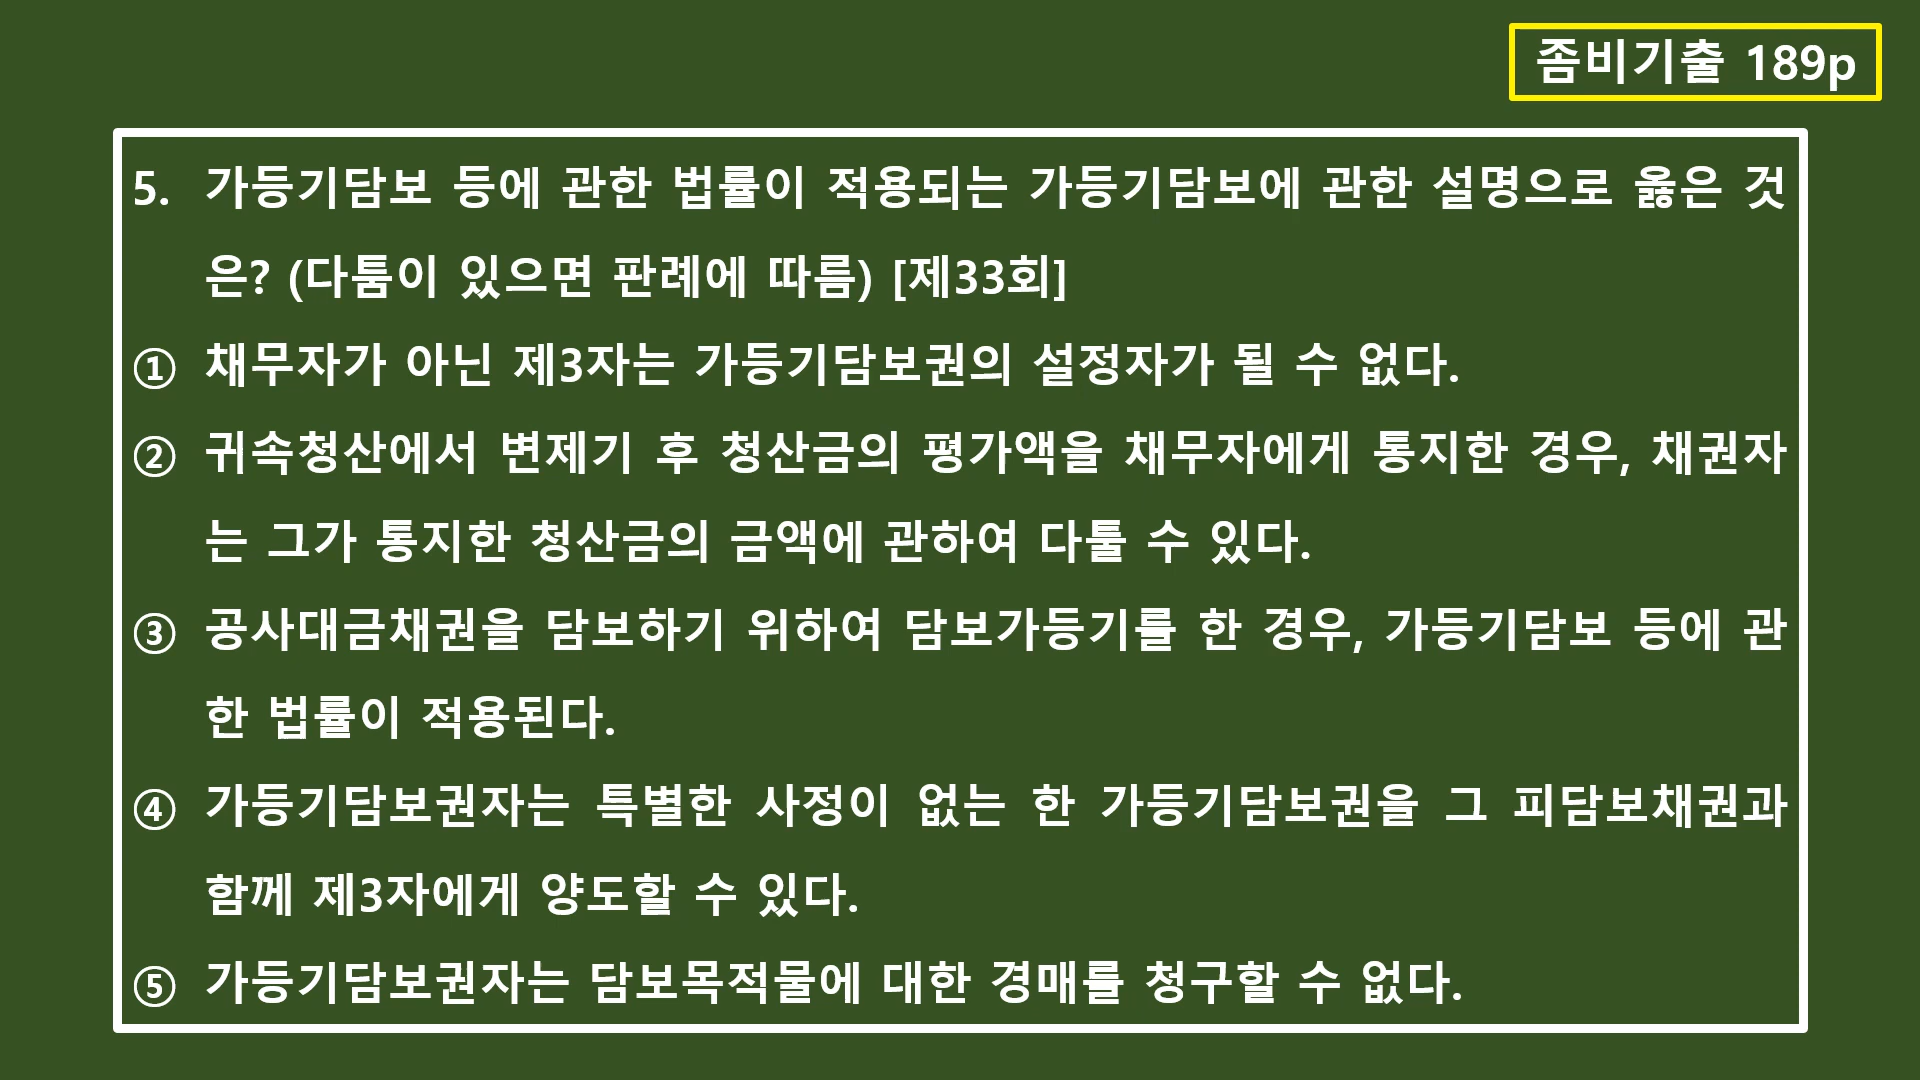 좀비기출 189p
5. 가등기담보 등에 관한 법률이 적용되는 가등기담보에 관한 설명으로 옳은 것
은? (다툼이 있으면 판례에 따름) [제33회]
① 채무자가 아닌 제3자는 가등기담보권의 설정자가 될 수 없다.
② 귀속청산에서 변제기 후 청산금의 평가액을 채무자에게 통지한 경우, 채권자
는 그가 통지한 청산금의 금액에 관하여 다툴 수 있다.
③ 공사대금채권을 담보하기 위하여 담보가등기를 한 경우, 가등기담보 등에 관
한 법률이 적용된다.
④ 가등기담보권자는 특별한 사정이 없는 한 가등기담보권을 그 피담보채권과
함께 제3자에게 양도할 수 있다.
⑤ 가등기담보권자는 담보목적물에 대한 경매를 청구할 수 없다.